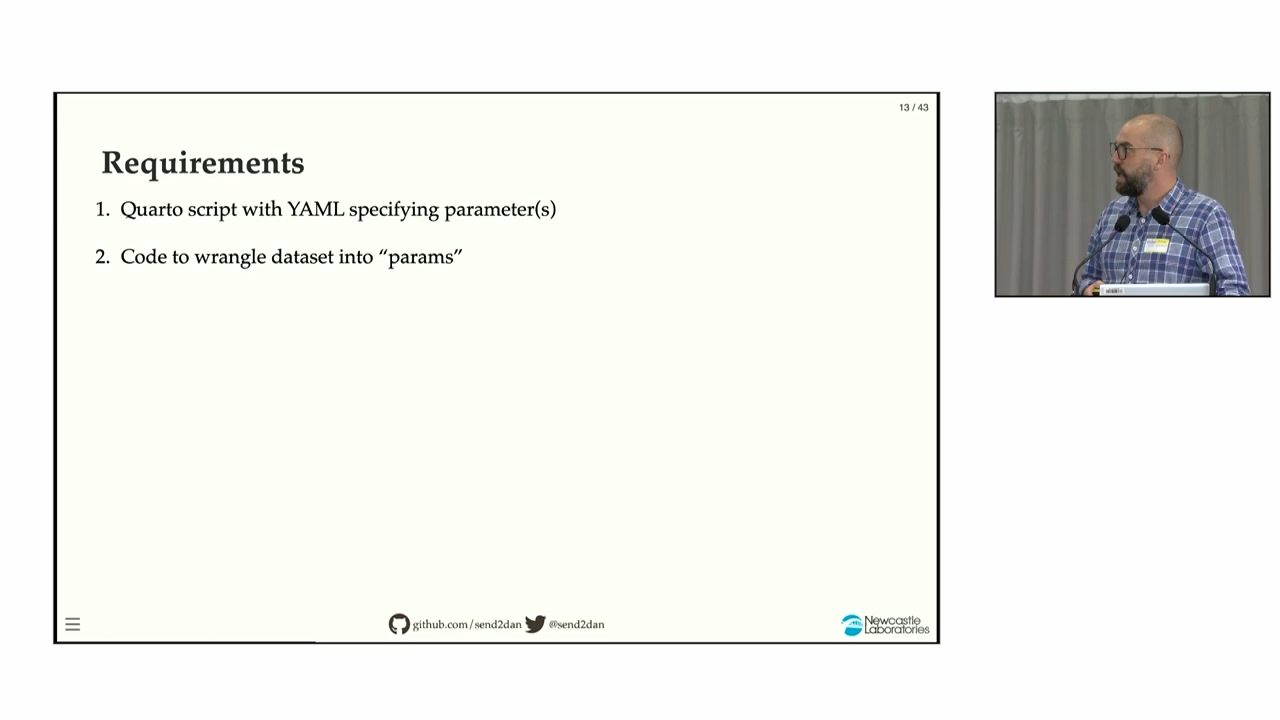 13 / 43
Requirements
1. Quarto script with YAML specifying parameter(s)
2. Code to wrangle dataset into “params”
github.com/send2dan @send2dan
Newcastle
Laboratories